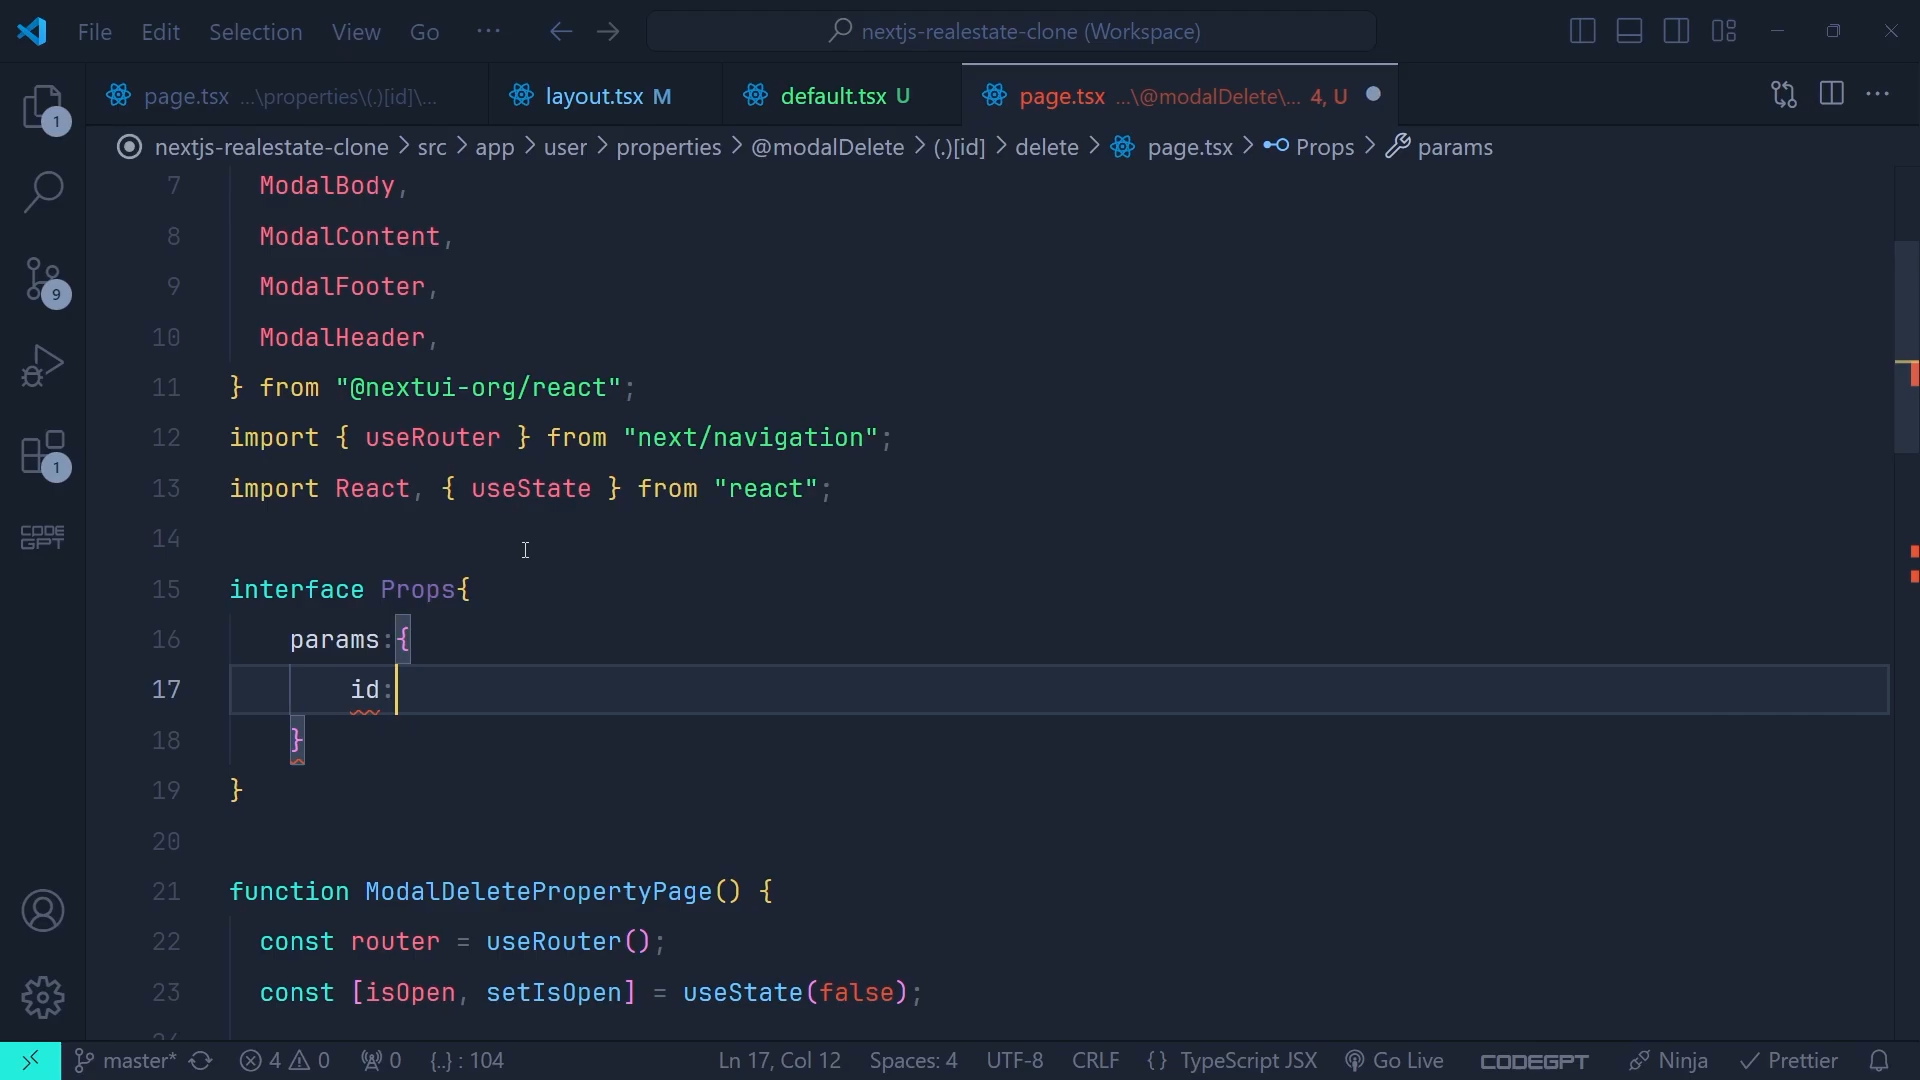 File Edit Selection View Go ··· nextjs-realestate-clone (Workspace)
page.tsx ...\properties\(.)[id]\... layout.tsx M default.tsx U page.tsx ...\@modalDelete\... 4, U
nextjs-realestate-clone > src > app > user > properties > @modalDelete > (.)[id] > delete > page.tsx > Props > params
7 ModalBody,
8 ModalContent,
9 ModalFooter,
10 ModalHeader,
11 } from "@nextui-org/react";
12 import { useRouter } from "next/navigation";
13 import React, { useState } from "react";
14
15 interface Props{
16 params:{
17 id:
18 }
19 }
20
21 function ModalDeletePropertyPage() {
22 const router = useRouter();
23 const [isOpen, setIsOpen] = useState(false);
1
9
1
CODE
GPT
master* 4 0 0 {..} : 104 Ln 17, Col 12 Spaces: 4 UTF-8 CRLF {} TypeScript JSX Go Live CODEGPT Ninja Prettier